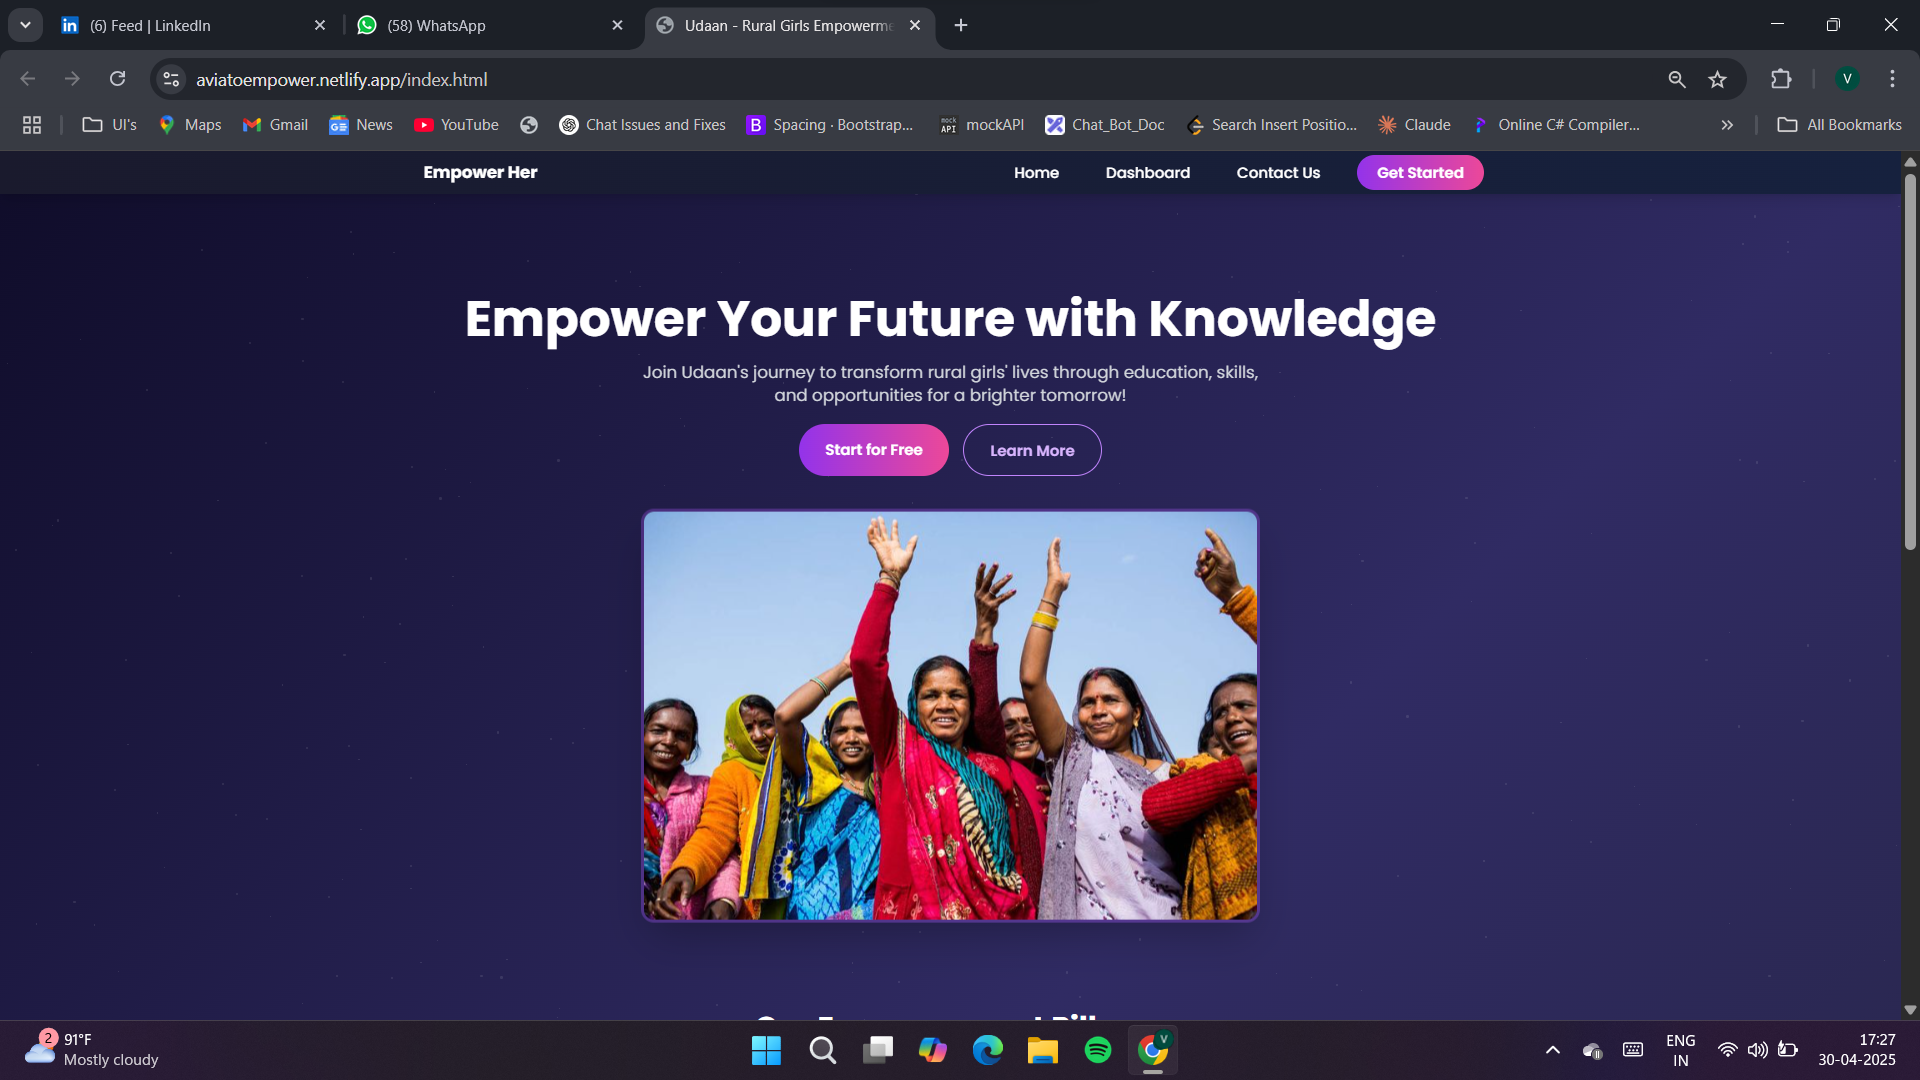 (6) Feed | LinkedIn
(58) WhatsApp
Udaan - Rural Girls Empowerme
aviatoempower.netlify.app/index.html
V
UI's
Maps
Gmail
News
YouTube
Chat Issues and Fixes
B
Spacing · Bootstrap...
mock API
mockAPI
Chat_Bot_Doc
Search Insert Positio...
Claude
Online C# Compiler...
All Bookmarks
Empower Her
Home
Dashboard
Contact Us
Get Started
Empower Your Future with Knowledge
Join Udaan's journey to transform rural girls' lives through education, skills,
and opportunities for a brighter tomorrow!
Start for Free
Learn More
2
91°F
Mostly cloudy
V
ENG
IN
17:27
30-04-2025